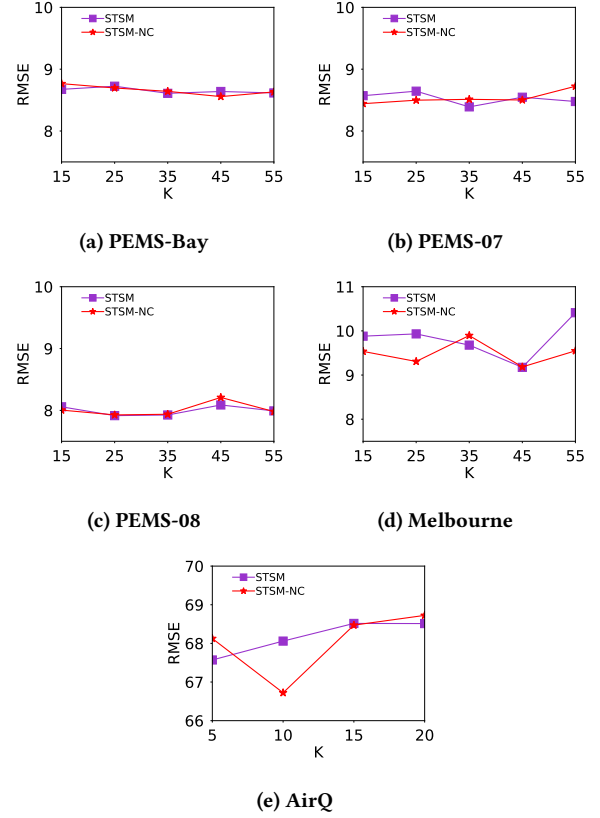 10
9
8
RMSE
STSM
STSM-NC
15 25 35 45 55
K
(a) PEMS-Bay
10
9
8
RMSE
STSM
STSM-NC
15 25 35 45 55
K
(b) PEMS-07
10
9
8
RMSE
STSM
STSM-NC
15 25 35 45 55
K
(c) PEMS-08
11
10
9
8
RMSE
STSM
STSM-NC
15 25 35 45 55
K
(d) Melbourne
70
69
68
67
66
RMSE
STSM
STSM-NC
5 10 15 20
K
(e) AirQ